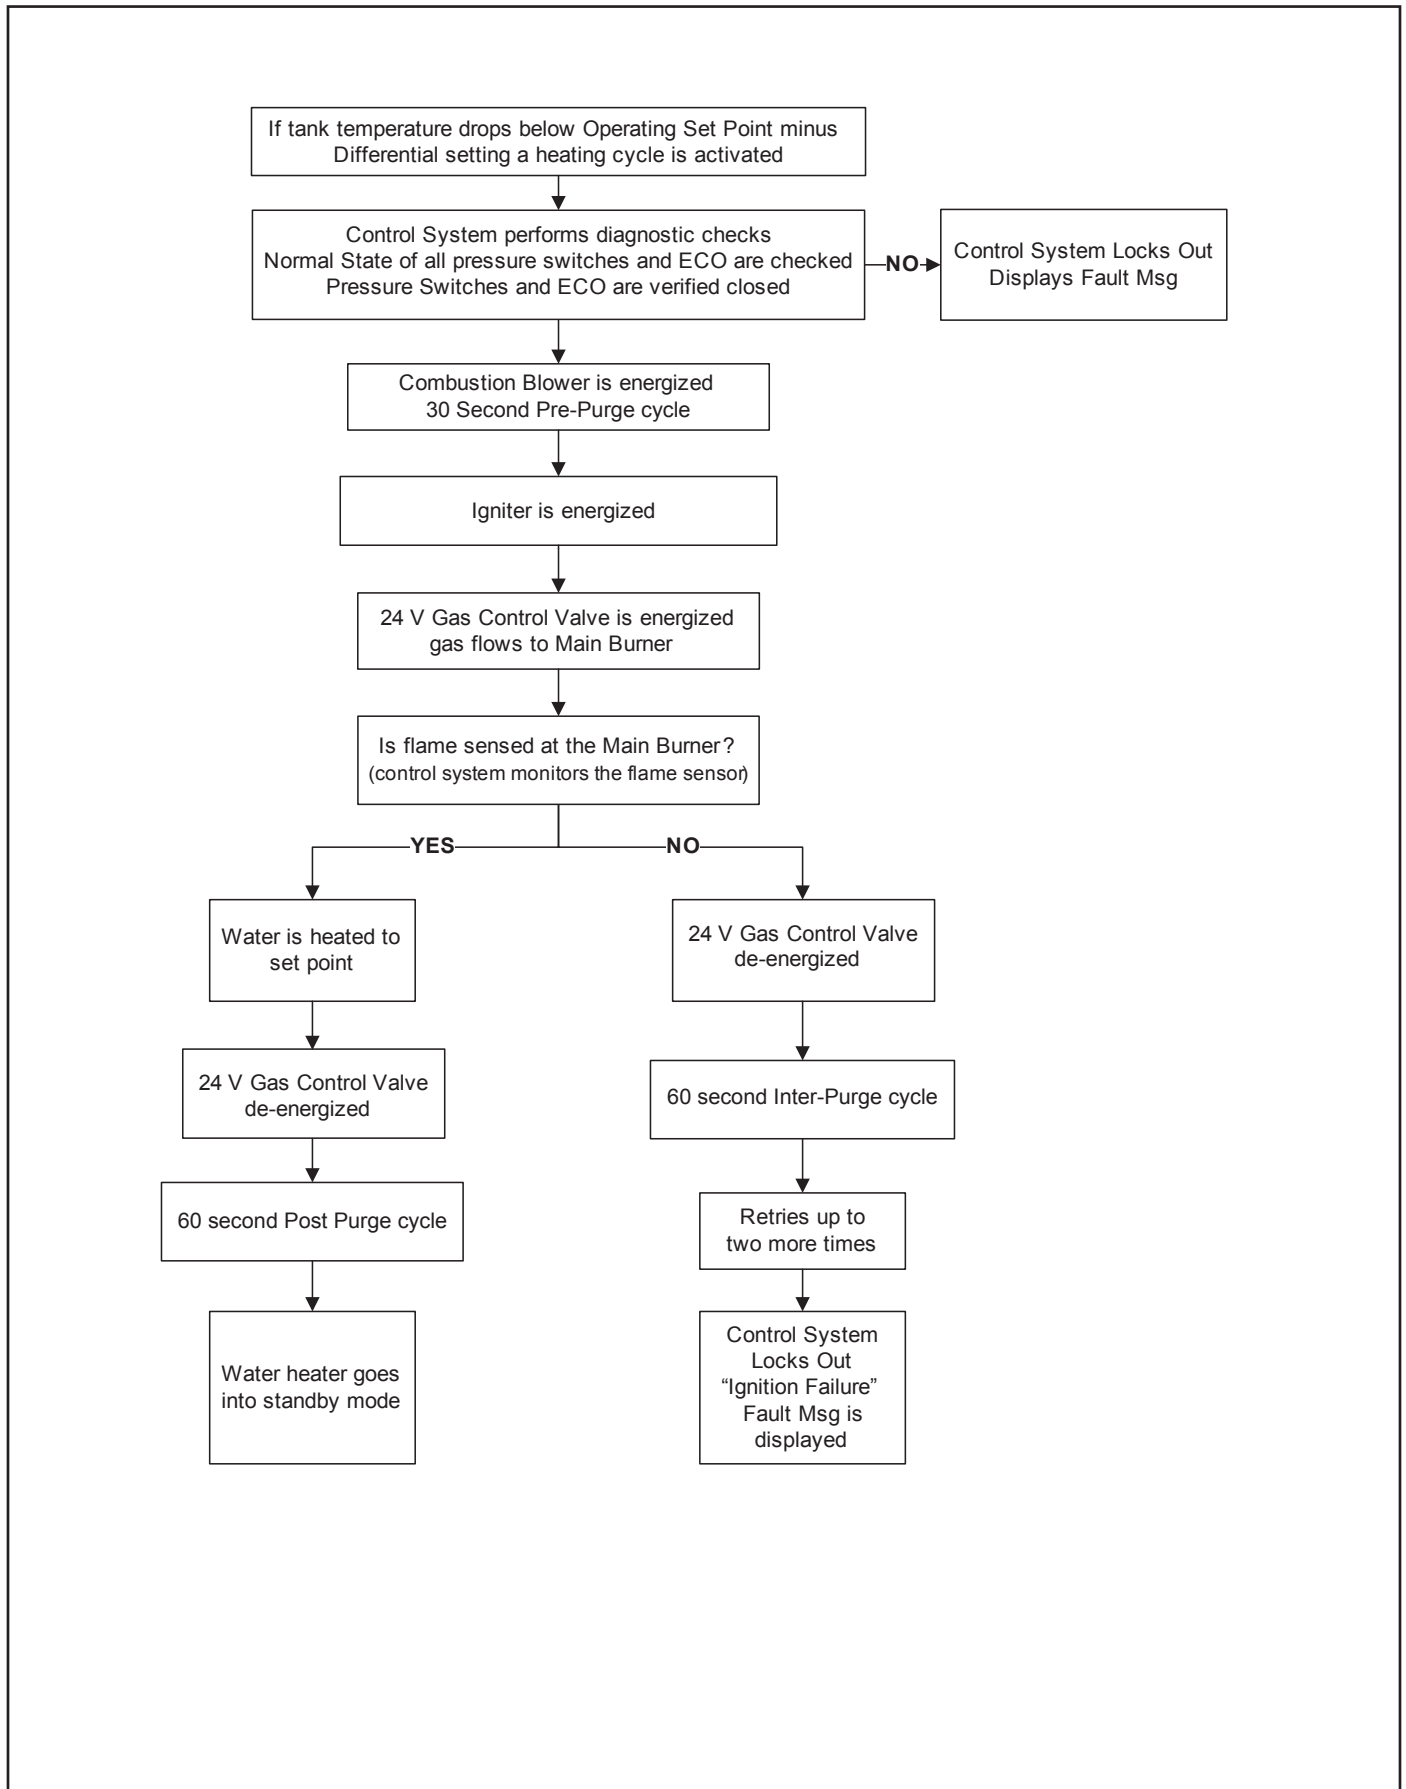 If tank temperature drops below Operating Set Point minus
Differential setting a heating cycle is activated
Control System performs diagnostic checks
Normal State of all pressure switches and ECO are checked
Pressure Switches and ECO are verified closed
NO
Control System Locks Out
Displays Fault Msg
Combustion Blower is energized
30 Second Pre-Purge cycle
Igniter is energized
24 V Gas Control Valve is energized
gas flows to Main Burner
Is flame sensed at the Main Burner?
(control system monitors the flame sensor)
YES
Water is heated to
set point
24 V Gas Control Valve
de-energized
60 second Post Purge cycle
Water heater goes
into standby mode
NO
24 V Gas Control Valve
de-energized
60 second Inter-Purge cycle
Retries up to
two more times
Control System
Locks Out
“Ignition Failure”
Fault Msg is
displayed